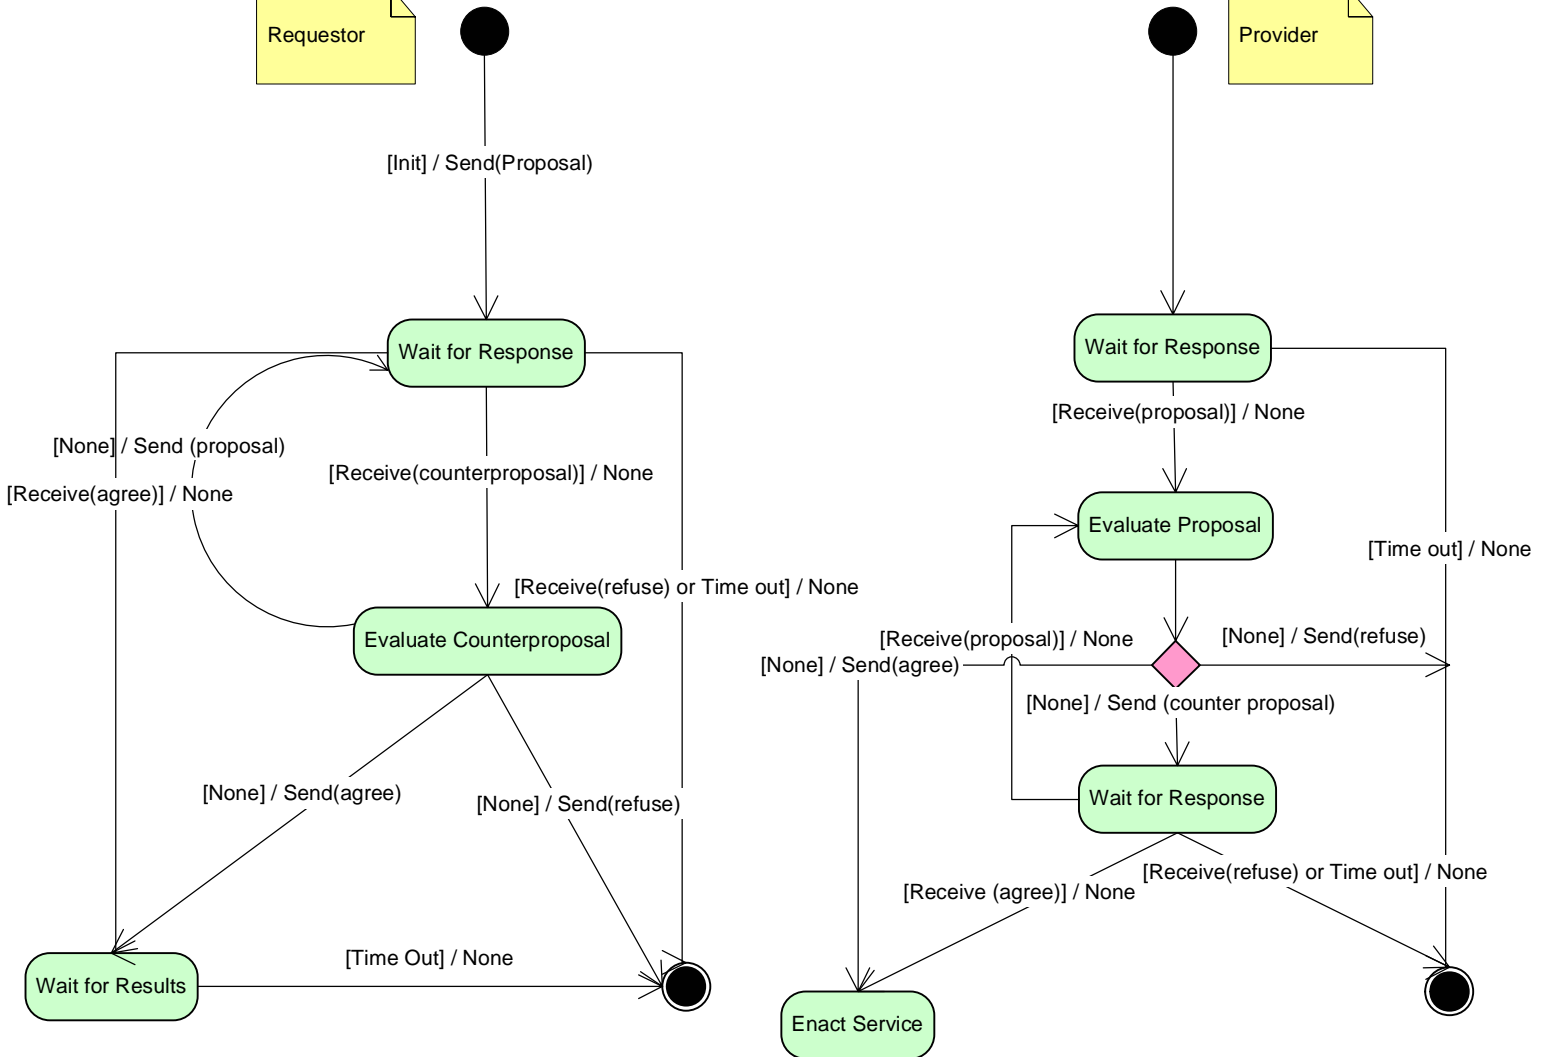 Requestor
Provider
[Init] / Send(Proposal)
Wait for Response
Wait for Response
[Receive(proposal)] / None
[None] / Send (proposal)
[Receive(counterproposal)] / None
[Receive(agree)] / None
Evaluate Proposal
[Time out] / None
[Receive(refuse) or Time out] / None
Evaluate Counterproposal
[Receive(proposal)] / None
[None] / Send(refuse)
[None] / Send(agree)
[None] / Send (counter proposal)
[None] / Send(agree)
[None] / Send(refuse)
Wait for Response
[Receive(refuse) or Time out] / None
[Receive (agree)] / None
[Time Out] / None
Wait for Results
Enact Service